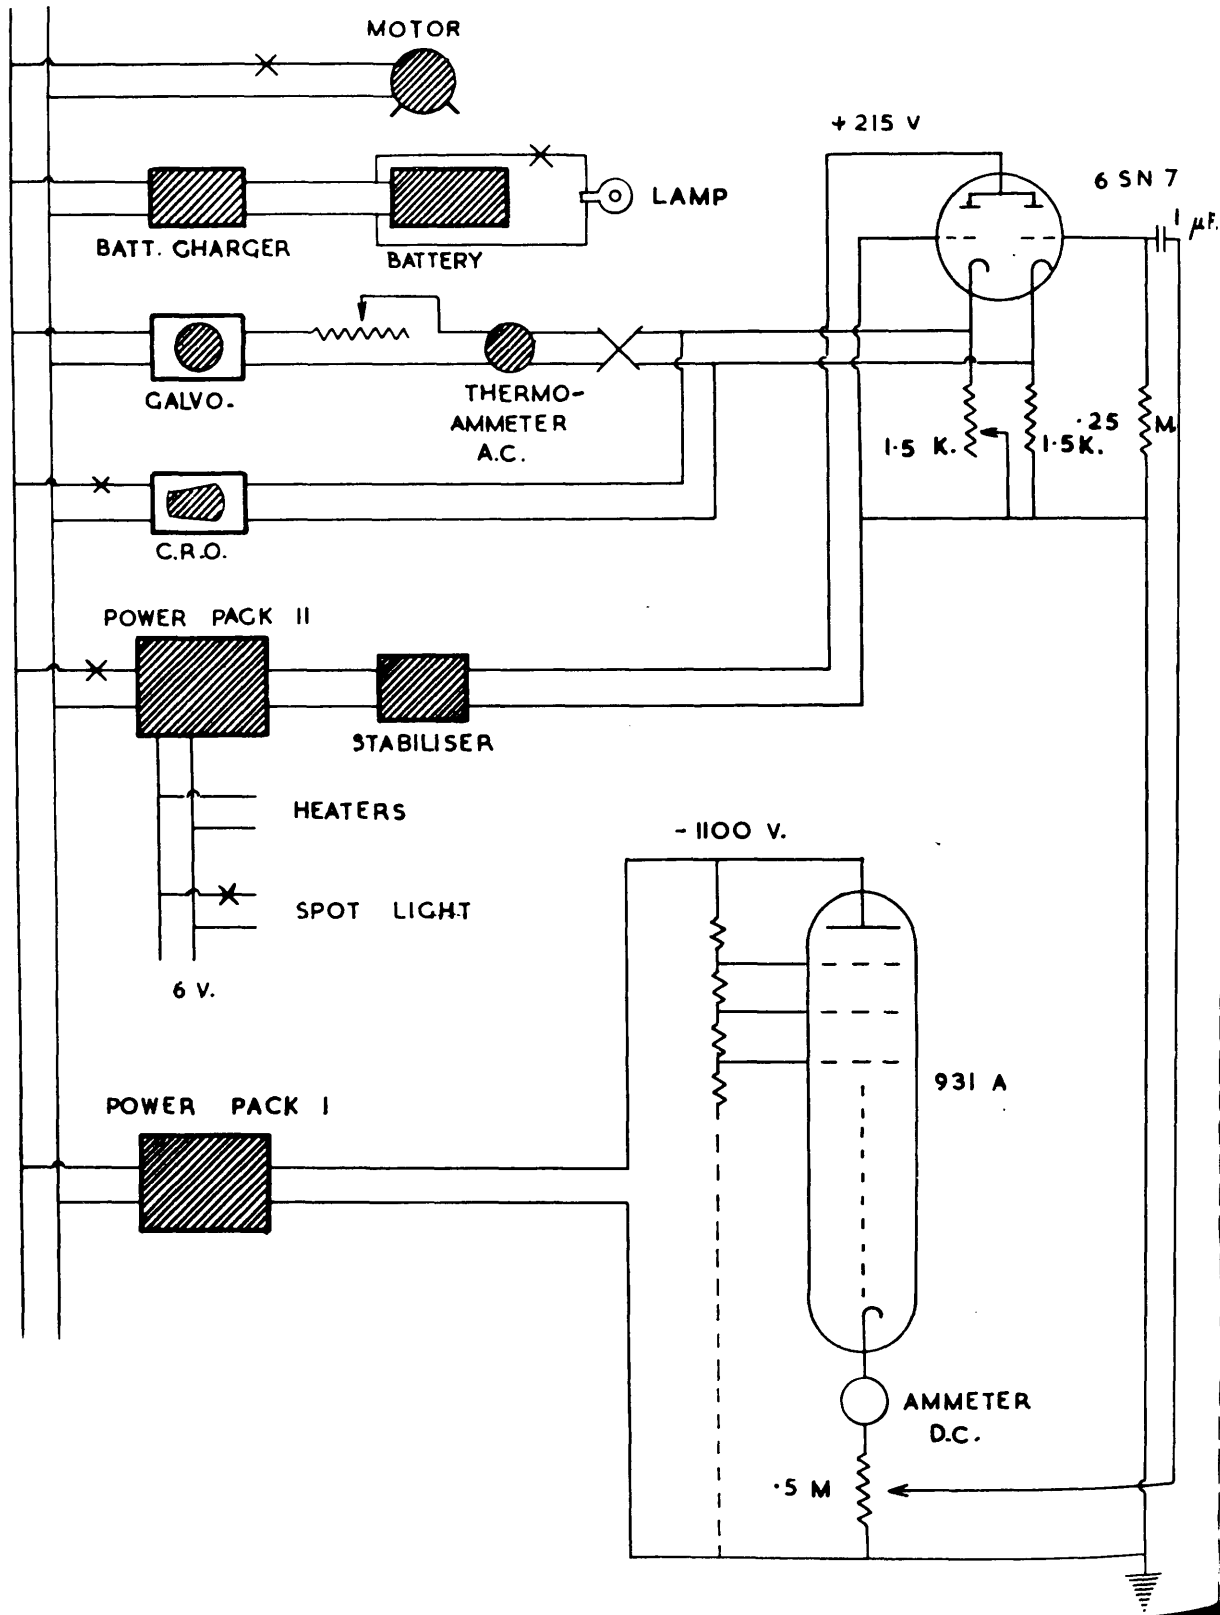 MOTOR
+ 215 V
6 SN 7
1 µF.
LAMP
BATT. CHARGER
BATTERY
GALVO.
THERMO-
AMMETER
A.C.
1·5 K.
1·5K.
·25 M.
C.R.O.
POWER PACK II
STABILISER
HEATERS
SPOT LIGHT
6 V.
- 1100 V.
931 A
POWER PACK I
AMMETER
D.C.
·5 M